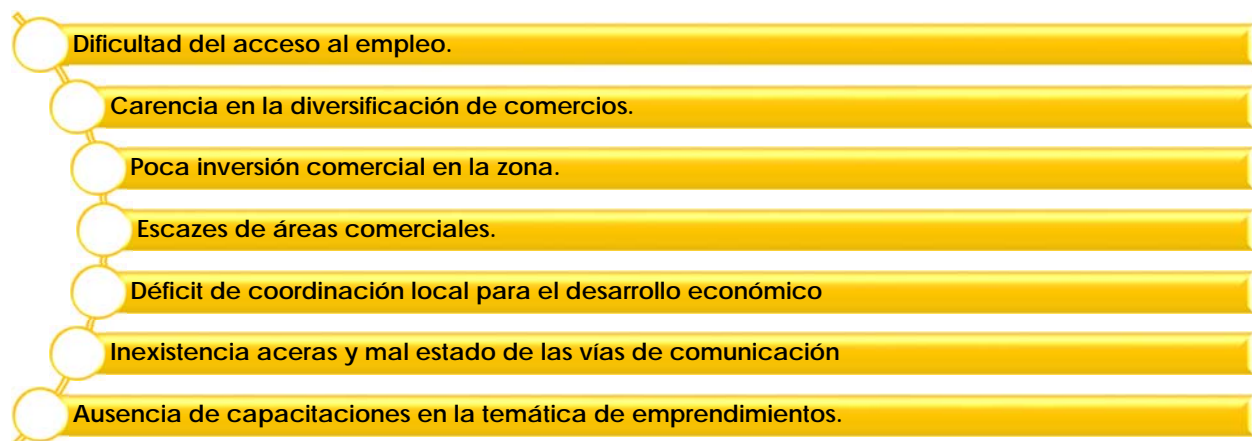 Dificultad del acceso al empleo.
Carencia en la diversificación de comercios.
Poca inversión comercial en la zona.
Escazes de áreas comerciales.
Déficit de coordinación local para el desarrollo económico
Inexistencia aceras y mal estado de las vías de comunicación
Ausencia de capacitaciones en la temática de emprendimientos.